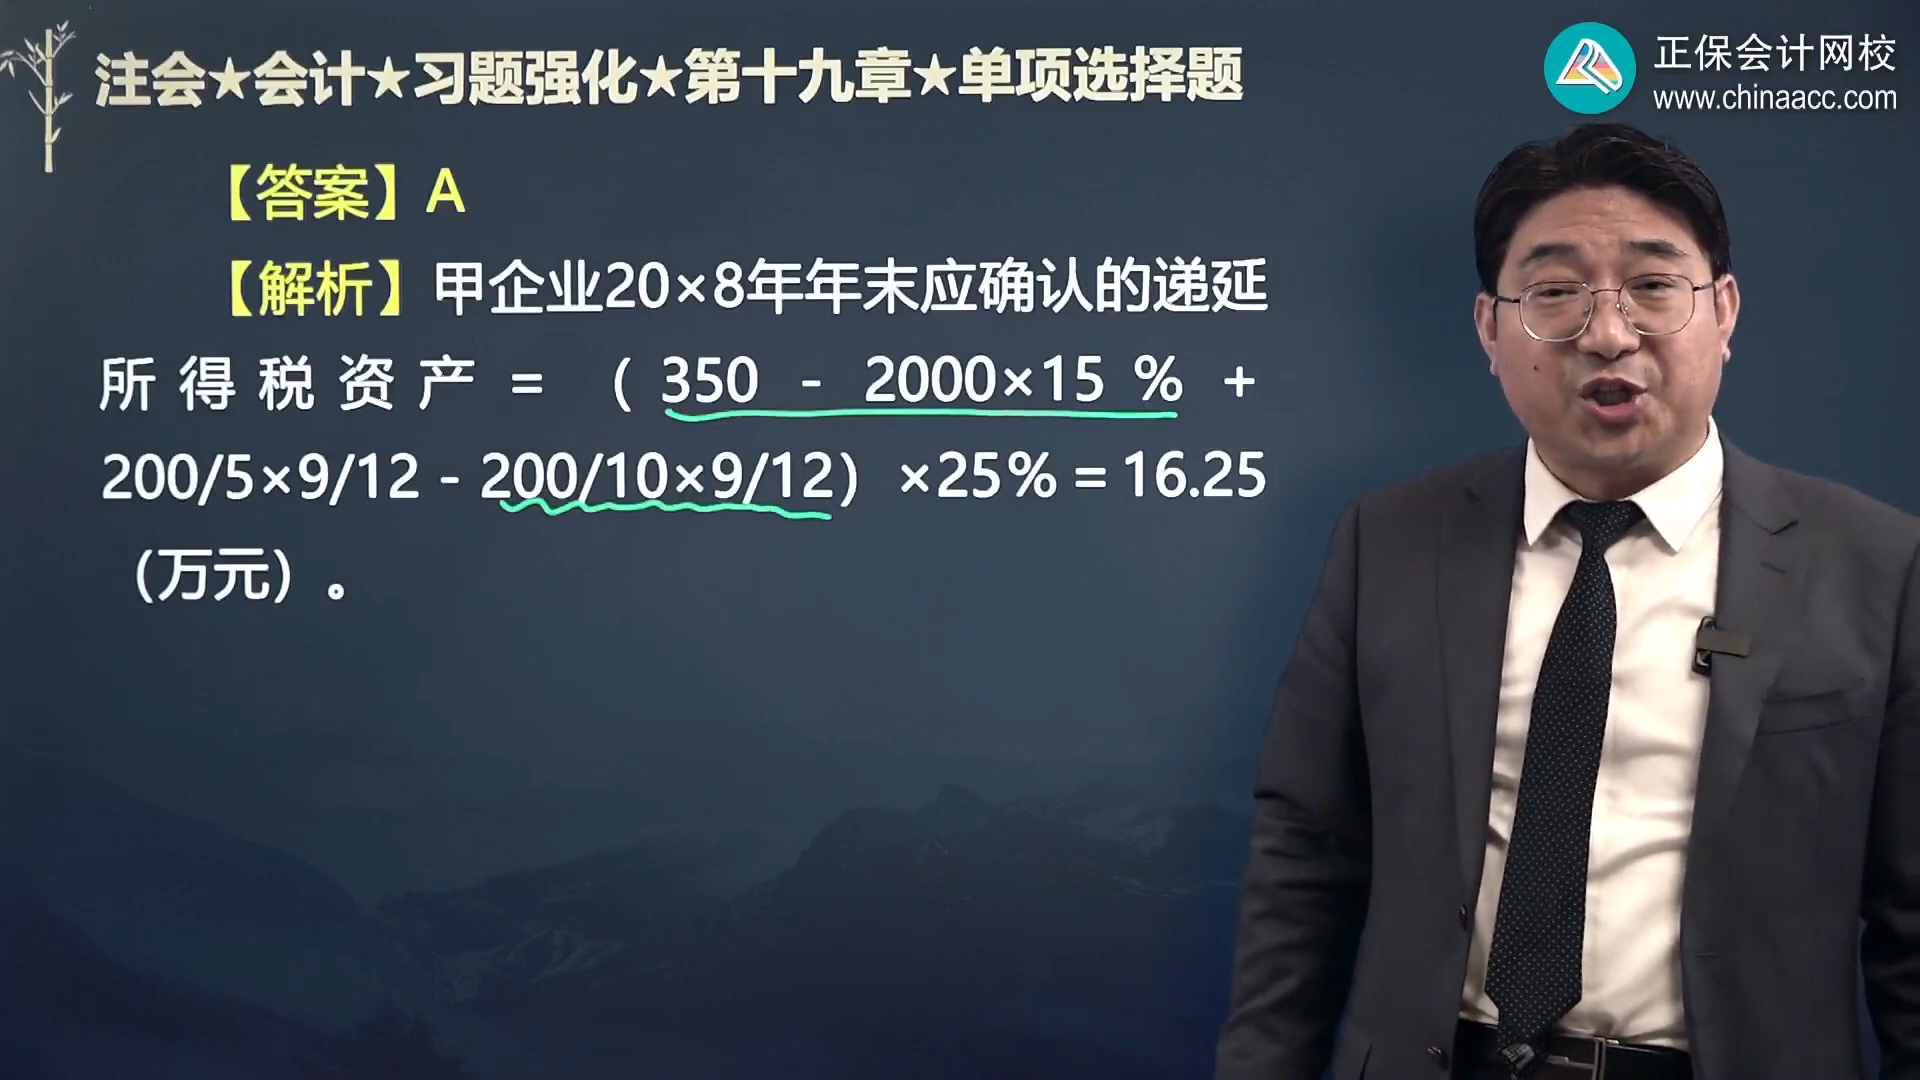 注会★会计★习题强化★第十九章★单项选择题
正保会计网校
www.chinaacc.com
【答案】A
【解析】甲企业20×8年年末应确认的递延
所得税资产=(350-2000×15%+
200/5×9/12-200/10×9/12)×25%=16.25
(万元)。